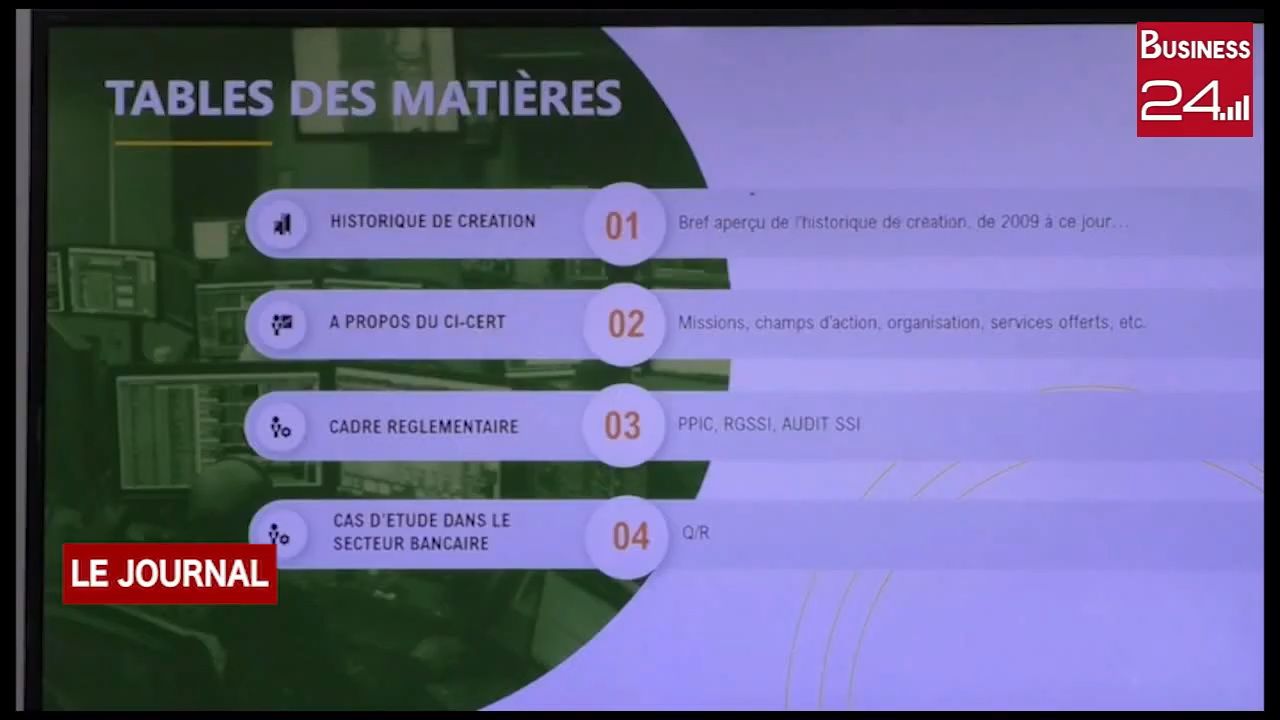 BUSINESS
24
TABLES DES MATIÈRES
HISTORIQUE DE CREATION
01
Bref aperçu de l'historique de création, de 2009 à ce jour...
A PROPOS DU CI-CERT
02
Missions, champs d'action, organisation, services offerts, etc.
CADRE REGLEMENTAIRE
03
PPIC, RGSSI, AUDIT SSI
CAS D'ETUDE DANS LE
SECTEUR BANCAIRE
04
Q/R
LE JOURNAL